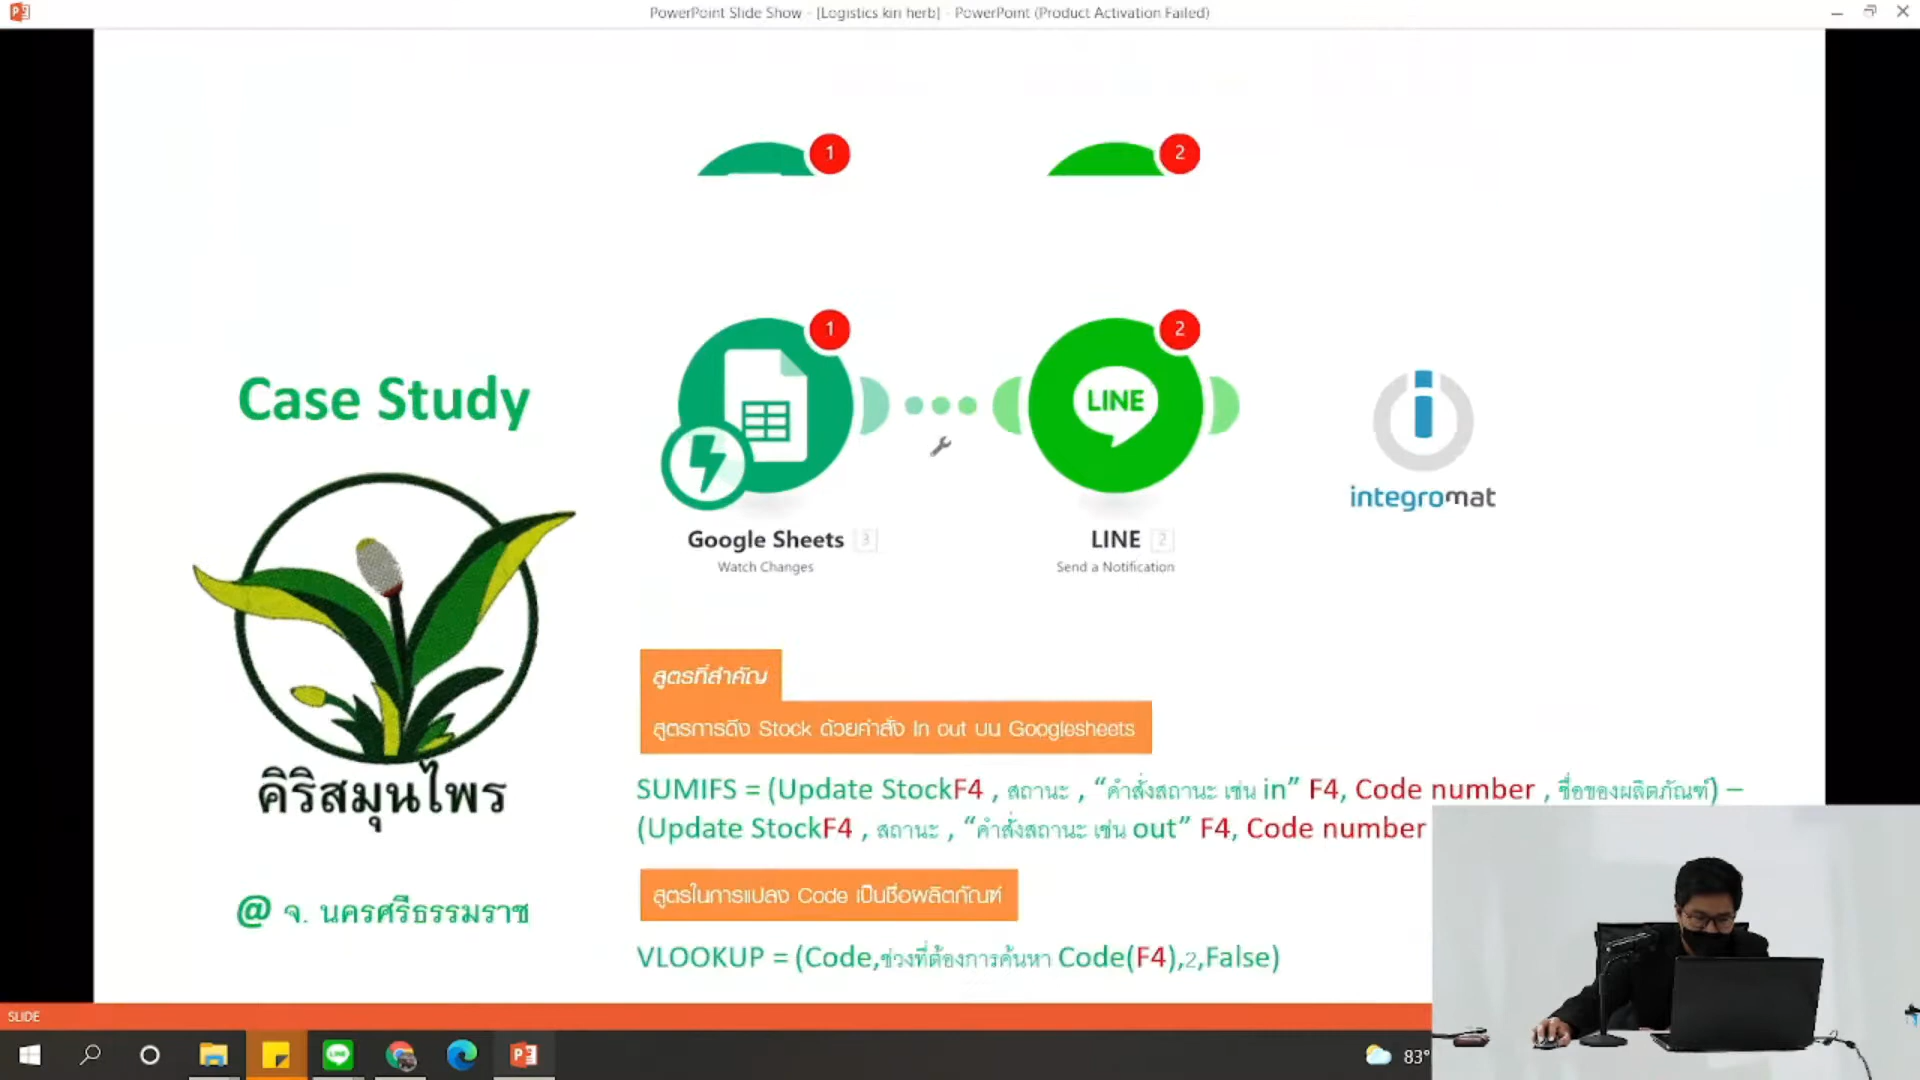 PowerPoint Slide Show - [Logistics kiri herb] - PowerPoint (Product Activation Failed)
1
2
1
2
Case Study
LINE
integromat
Google Sheets 3
LINE 2
Watch Changes
Send a Notification
สูตรที่สำคัญ
สูตรการดึง Stock ด้วยคำสั่ง In out บน Googlesheets
คิริสมุนไพร
SUMIFS = (Update StockF4 , สถานะ , “คำสั่งสถานะ เช่น in” F4, Code number , ชื่อของผลิตภัณฑ์) –
(Update StockF4 , สถานะ , “คำสั่งสถานะ เช่น out” F4, Code number
@ จ. นครศรีธรรมราช
สูตรในการแปลง Code เป็นชื่อผลิตภัณฑ์
VLOOKUP = (Code,ช่วงที่ต้องการค้นหา Code(F4),2,False)
SLIDE
83°